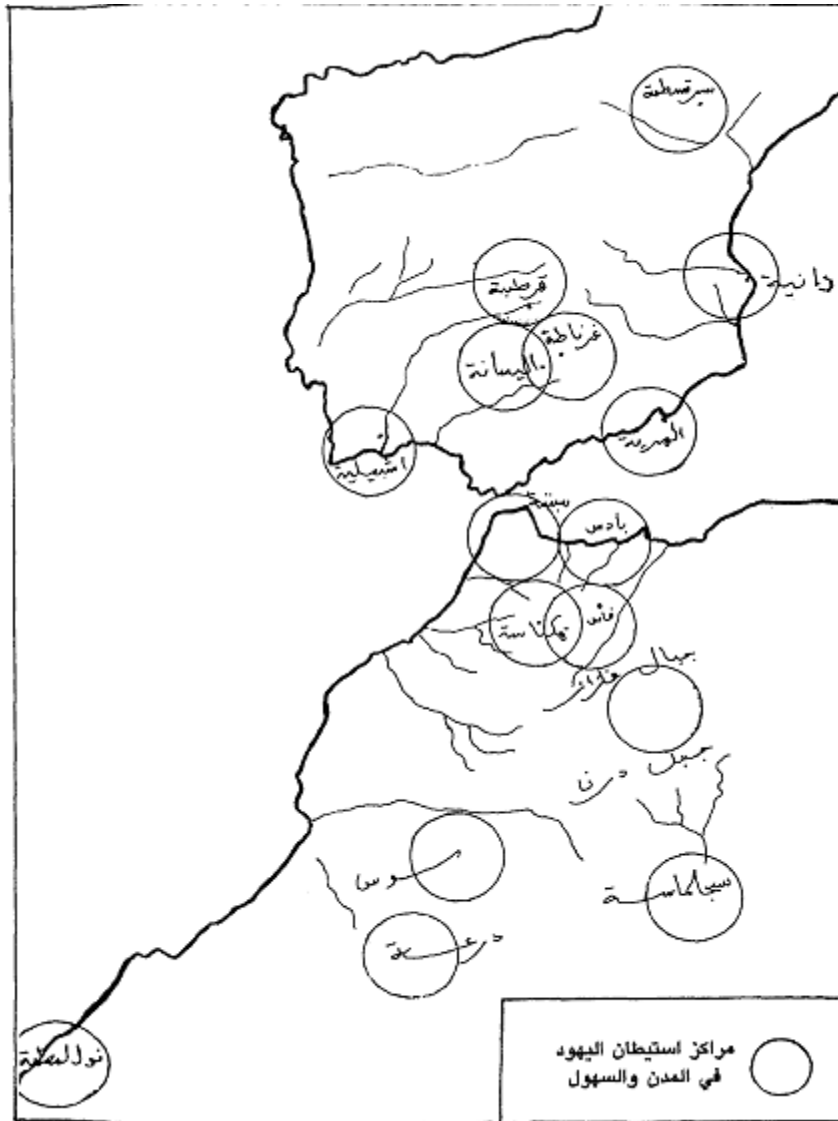 سرقسطة
دانية
قرطبة
غرناطة
اليسانة
المرية
اشبيلية
سبتة
بادس
فاس
مكناسة
جبال فزاز
جبل درن
سوس
سجلماسة
درعة
نول لمطة
مراكز استيطان اليهود
في المدن والسهول